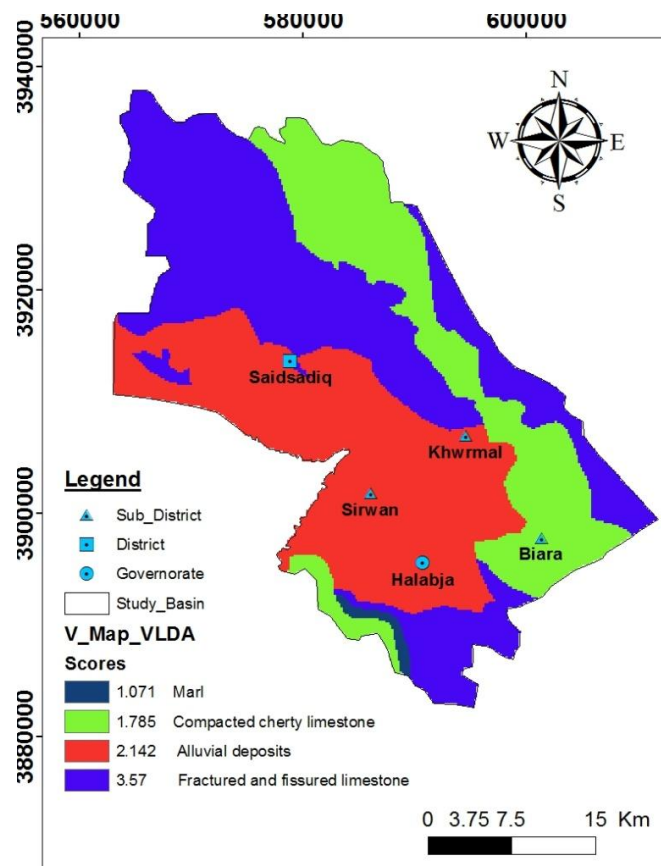 560000 580000 600000
3940000
N
W E
S
3920000
Saidsadiq
Khwrmal
Legend
Sub_District
Sirwan
3900000
District
Biara
Governorate
Halabja
Study_Basin
V_Map_VLDA
Scores
1.071 Marl
1.785 Compacted cherty limestone
3880000
2.142 Alluvial deposits
3.57 Fractured and fissured limestone
0 3.75 7.5 15 Km